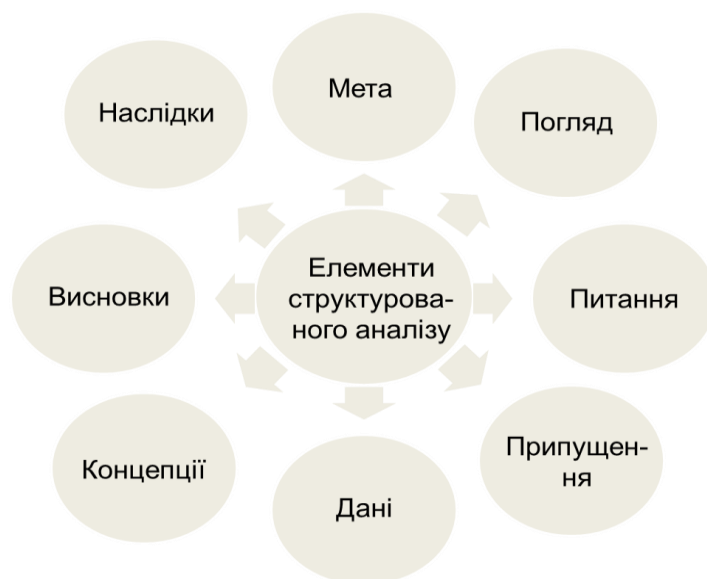 Мета
Погляд
Питання
Припущен-
ня
Дані
Концепції
Висновки
Наслідки
Елементи
структурова-
ного аналізу